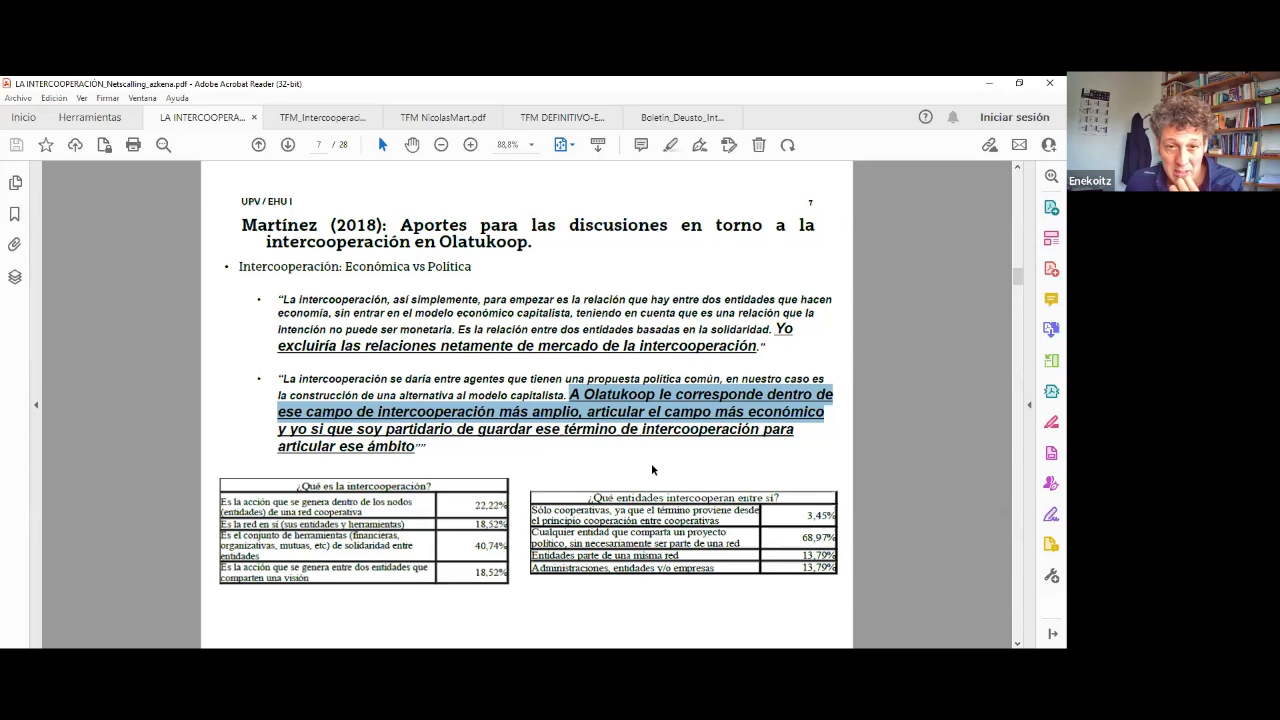 LA INTERCOOPERACIÓN_Netscalling_azkena.pdf - Adobe Acrobat Reader (32-bit)
Archivo Edición Ver Firmar Ventana Ayuda
Inicio Herramientas LA INTERCOOPERA... × TFM_Intercooperaci... TFM NicolasMart.pdf TFM DEFINITIVO-E... Boletin_Deusto_Int... Iniciar sesión
7 / 28 88,8%
Enekoitz
UPV / EHU I 7
Martínez (2018): Aportes para las discusiones en torno a la
intercooperación en Olatukoop.
• Intercooperación: Económica vs Política
• “La intercooperación, así simplemente, para empezar es la relación que hay entre dos entidades que hacen
economía, sin entrar en el modelo económico capitalista, teniendo en cuenta que es una relación que la
intención no puede ser monetaria. Es la relación entre dos entidades basadas en la solidaridad. Yo
excluiría las relaciones netamente de mercado de la intercooperación.”
• “La intercooperación se daría entre agentes que tienen una propuesta política común, en nuestro caso es
la construcción de una alternativa al modelo capitalista. A Olatukoop le corresponde dentro de
ese campo de intercooperación más amplio, articular el campo más económico
y yo si que soy partidario de guardar ese término de intercooperación para
articular ese ámbito””
¿Qué es la intercooperación?
Es la acción que se genera dentro de los nodos
(entidades) de una red cooperativa 22,22%
Es la red en sí (sus entidades y herramientas) 18,52%
Es el conjunto de herramientas (financieras,
organizativas, mutuas, etc) de solidaridad entre
entidades 40,74%
Es la acción que se genera entre dos entidades que
comparten una visión 18,52%
¿Qué entidades intercooperan entre sí?
Sólo cooperativas, ya que el término proviene desde
el principio cooperación entre cooperativas 3,45%
Cualquier entidad que comparta un proyecto
político, sin necesariamente ser parte de una red 68,97%
Entidades parte de una misma red 13,79%
Administraciones, entidades y/o empresas 13,79%